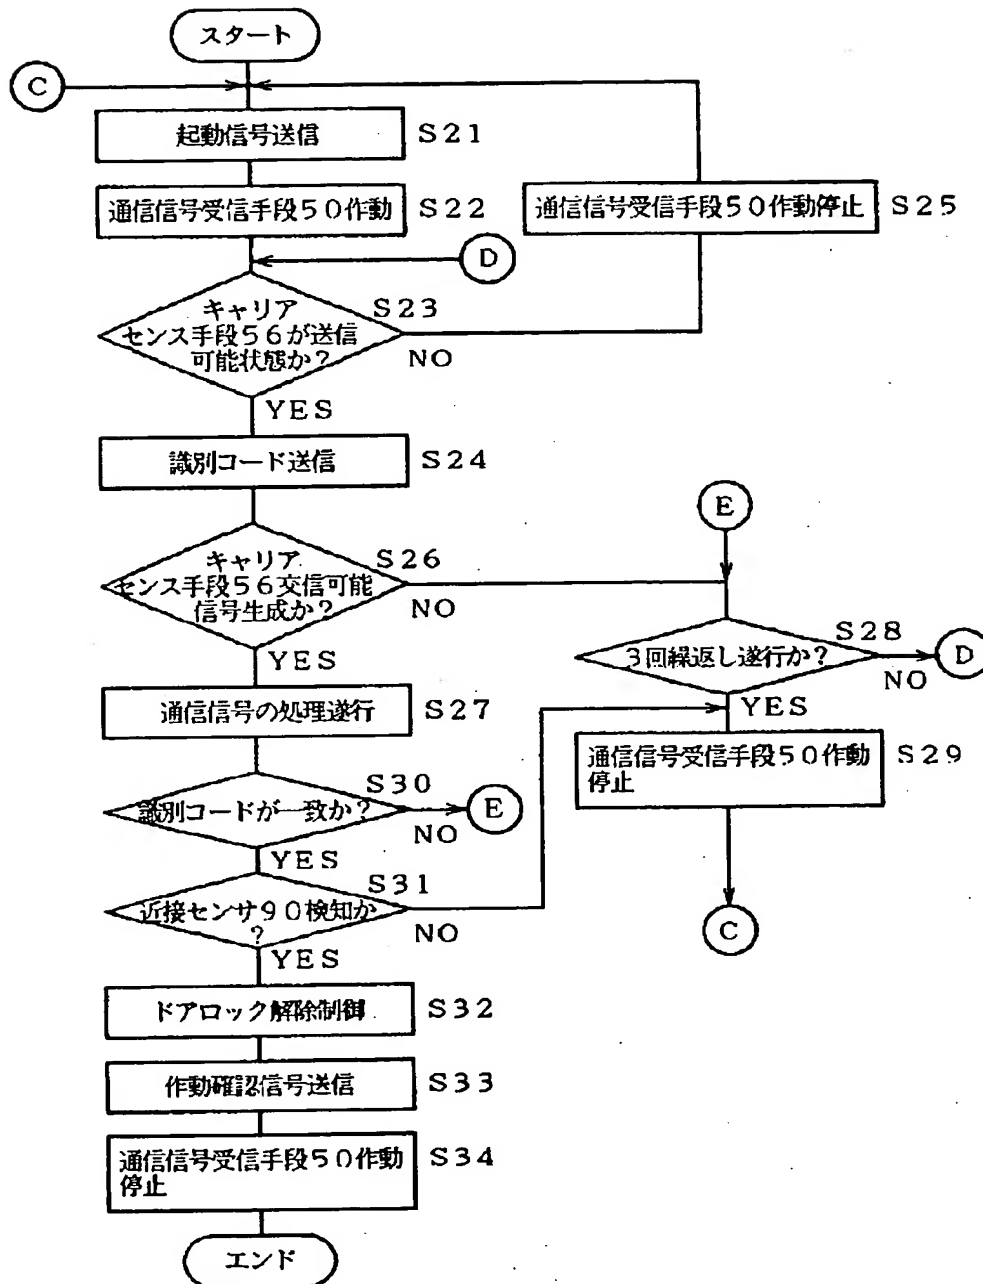 スタート
C
起動信号送信
S21
通信信号受信手段50作動
S22
通信信号受信手段50作動停止
S25
D
キャリア
センス手段56が送信
可能状態か?
S23
NO
YES
識別コード送信
S24
E
キャリア
センス手段56交信可能
信号生成か?
S26
NO
YES
3回繰返し遂行か?
S28
NO
D
YES
通信信号の処理遂行
S27
通信信号受信手段50作動
停止
S29
識別コードが一致か?
S30
NO
E
YES
近接センサ90検知か
?
S31
NO
C
YES
ドアロック解除制御
S32
作動確認信号送信
S33
通信信号受信手段50作動
停止
S34
エンド